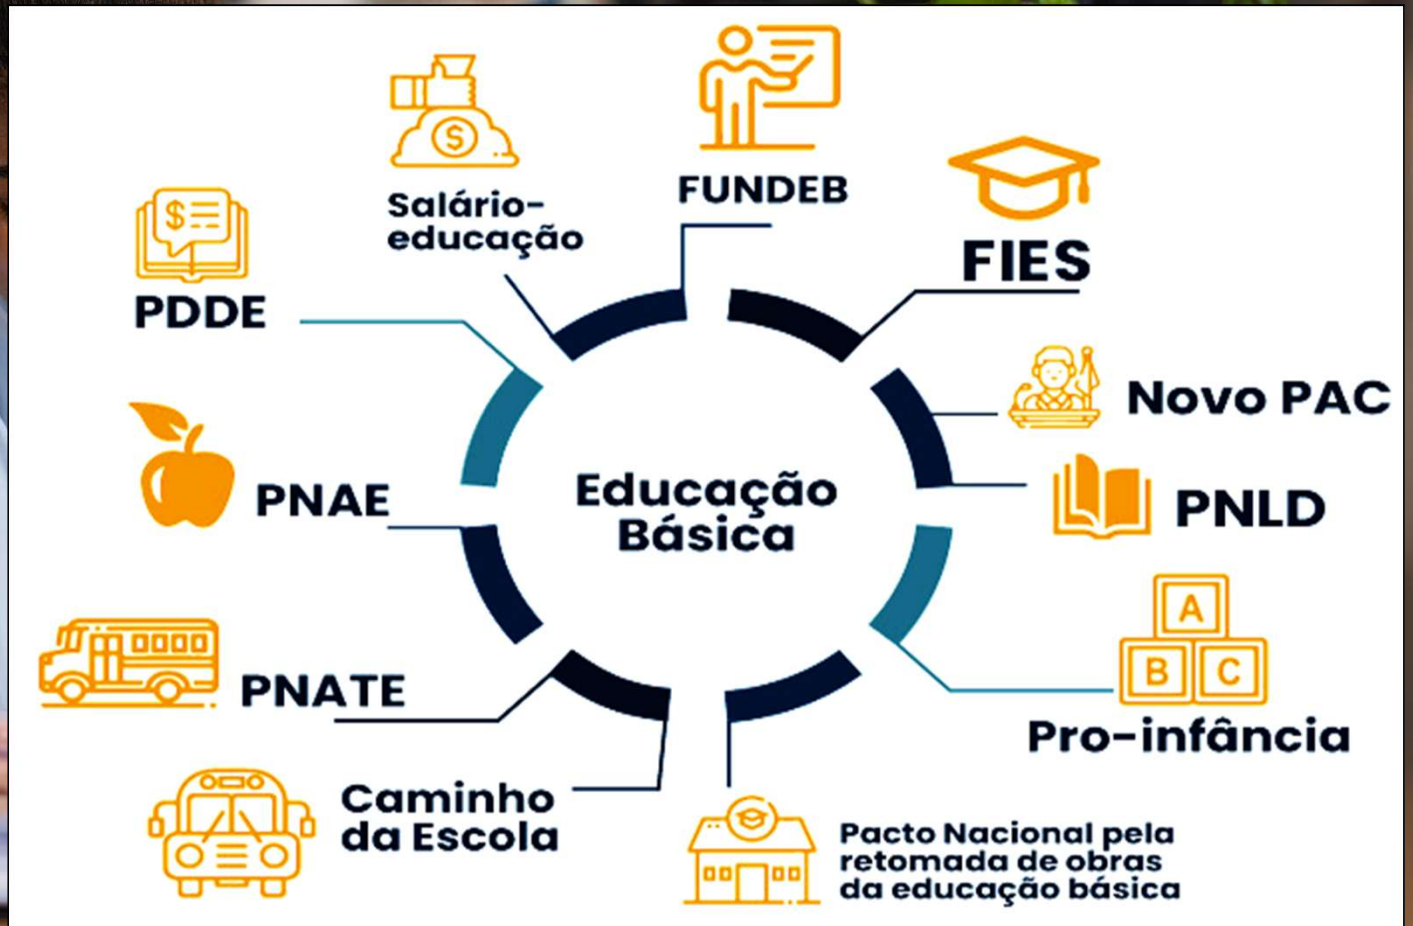 Salário-
educação
FUNDEB
FIES
$
$
PDDE
Novo PAC
PNAE
Educação
Básica
PNLD
A
B
C
PNATE
Pro-infância
Caminho
da Escola
Pacto Nacional pela
retomada de obras
da educação básica